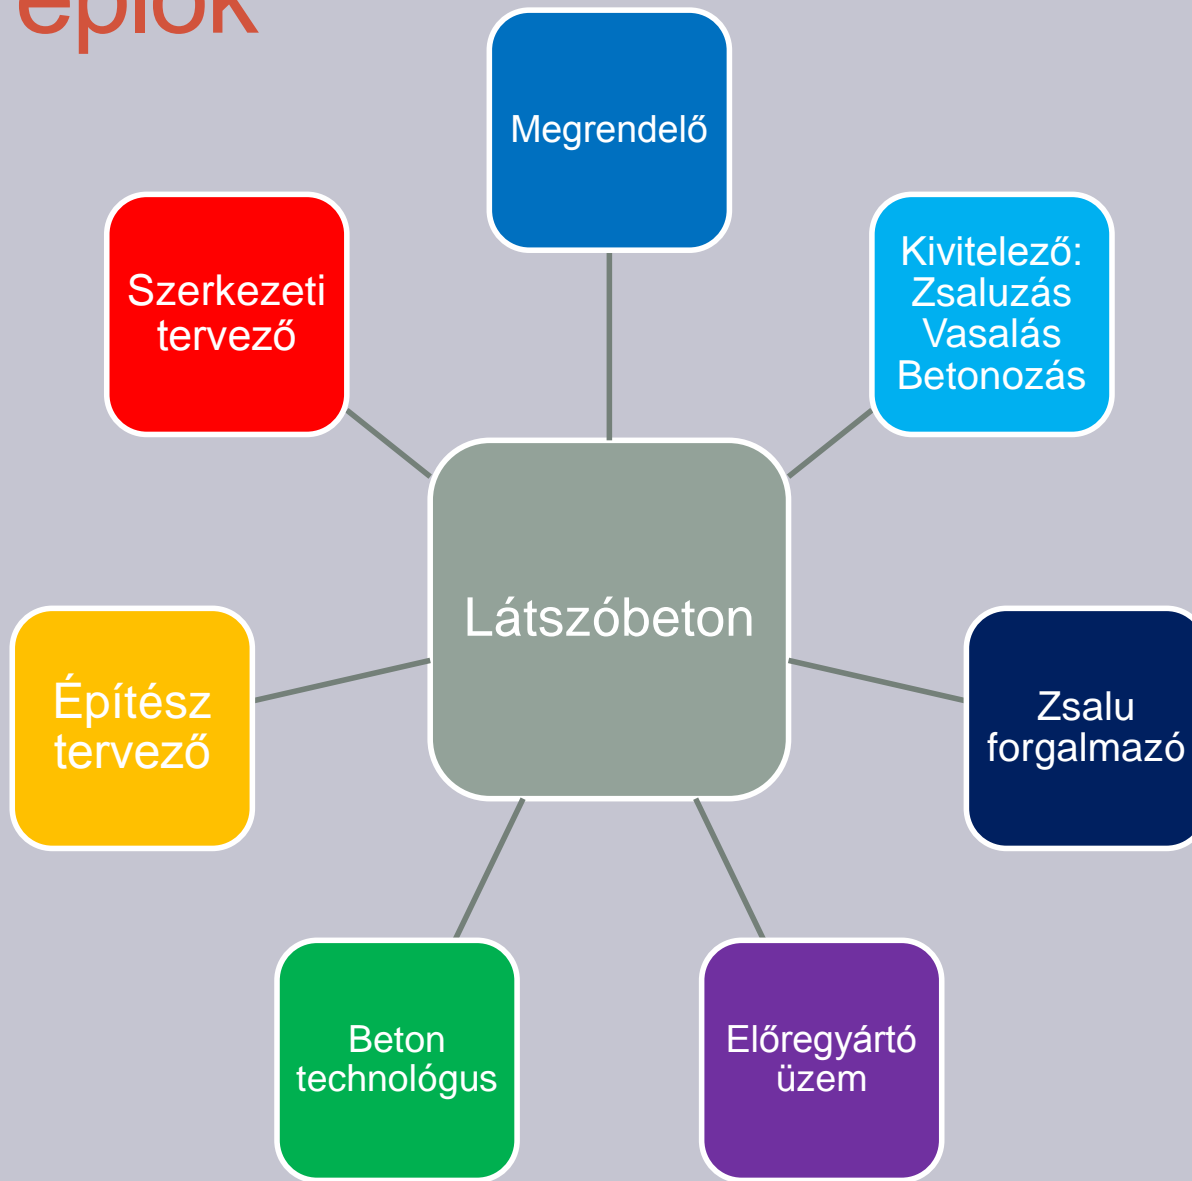 Megrendelő
Kivitelező:
Zsaluzás
Vasalás
Betonozás
Szerkezeti
tervező
Látszóbeton
Építész
tervező
Zsalu
forgalmazó
Beton
technológus
Előregyártó
üzem